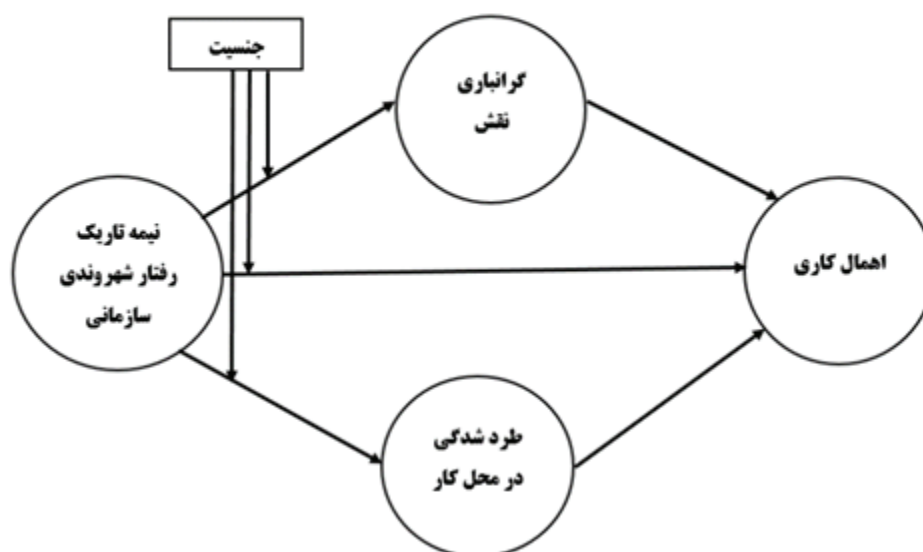 جنسیت
گرانباری
نقش
نیمه تاریک
رفتار شهروندی
سازمانی
اهمال کاری
طرد شدگی
در محل کار